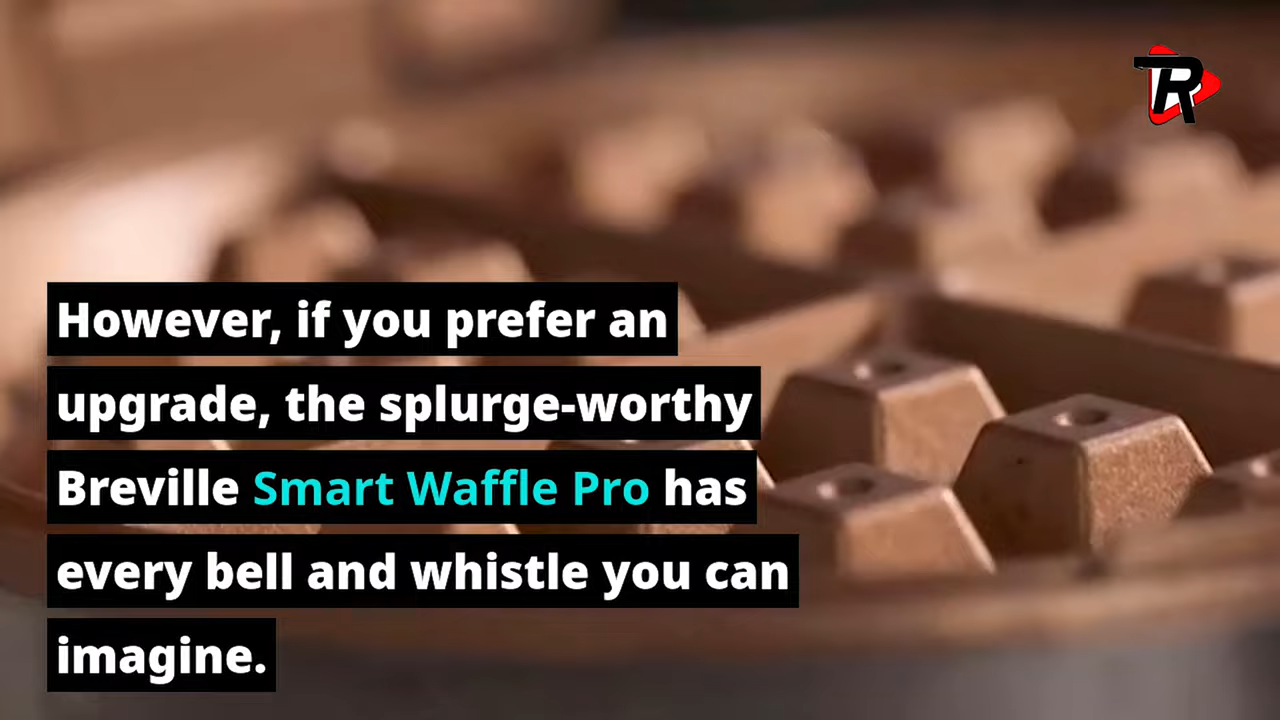 TR
However, if you prefer an
upgrade, the splurge-worthy
Breville Smart Waffle Pro has
every bell and whistle you can
imagine.